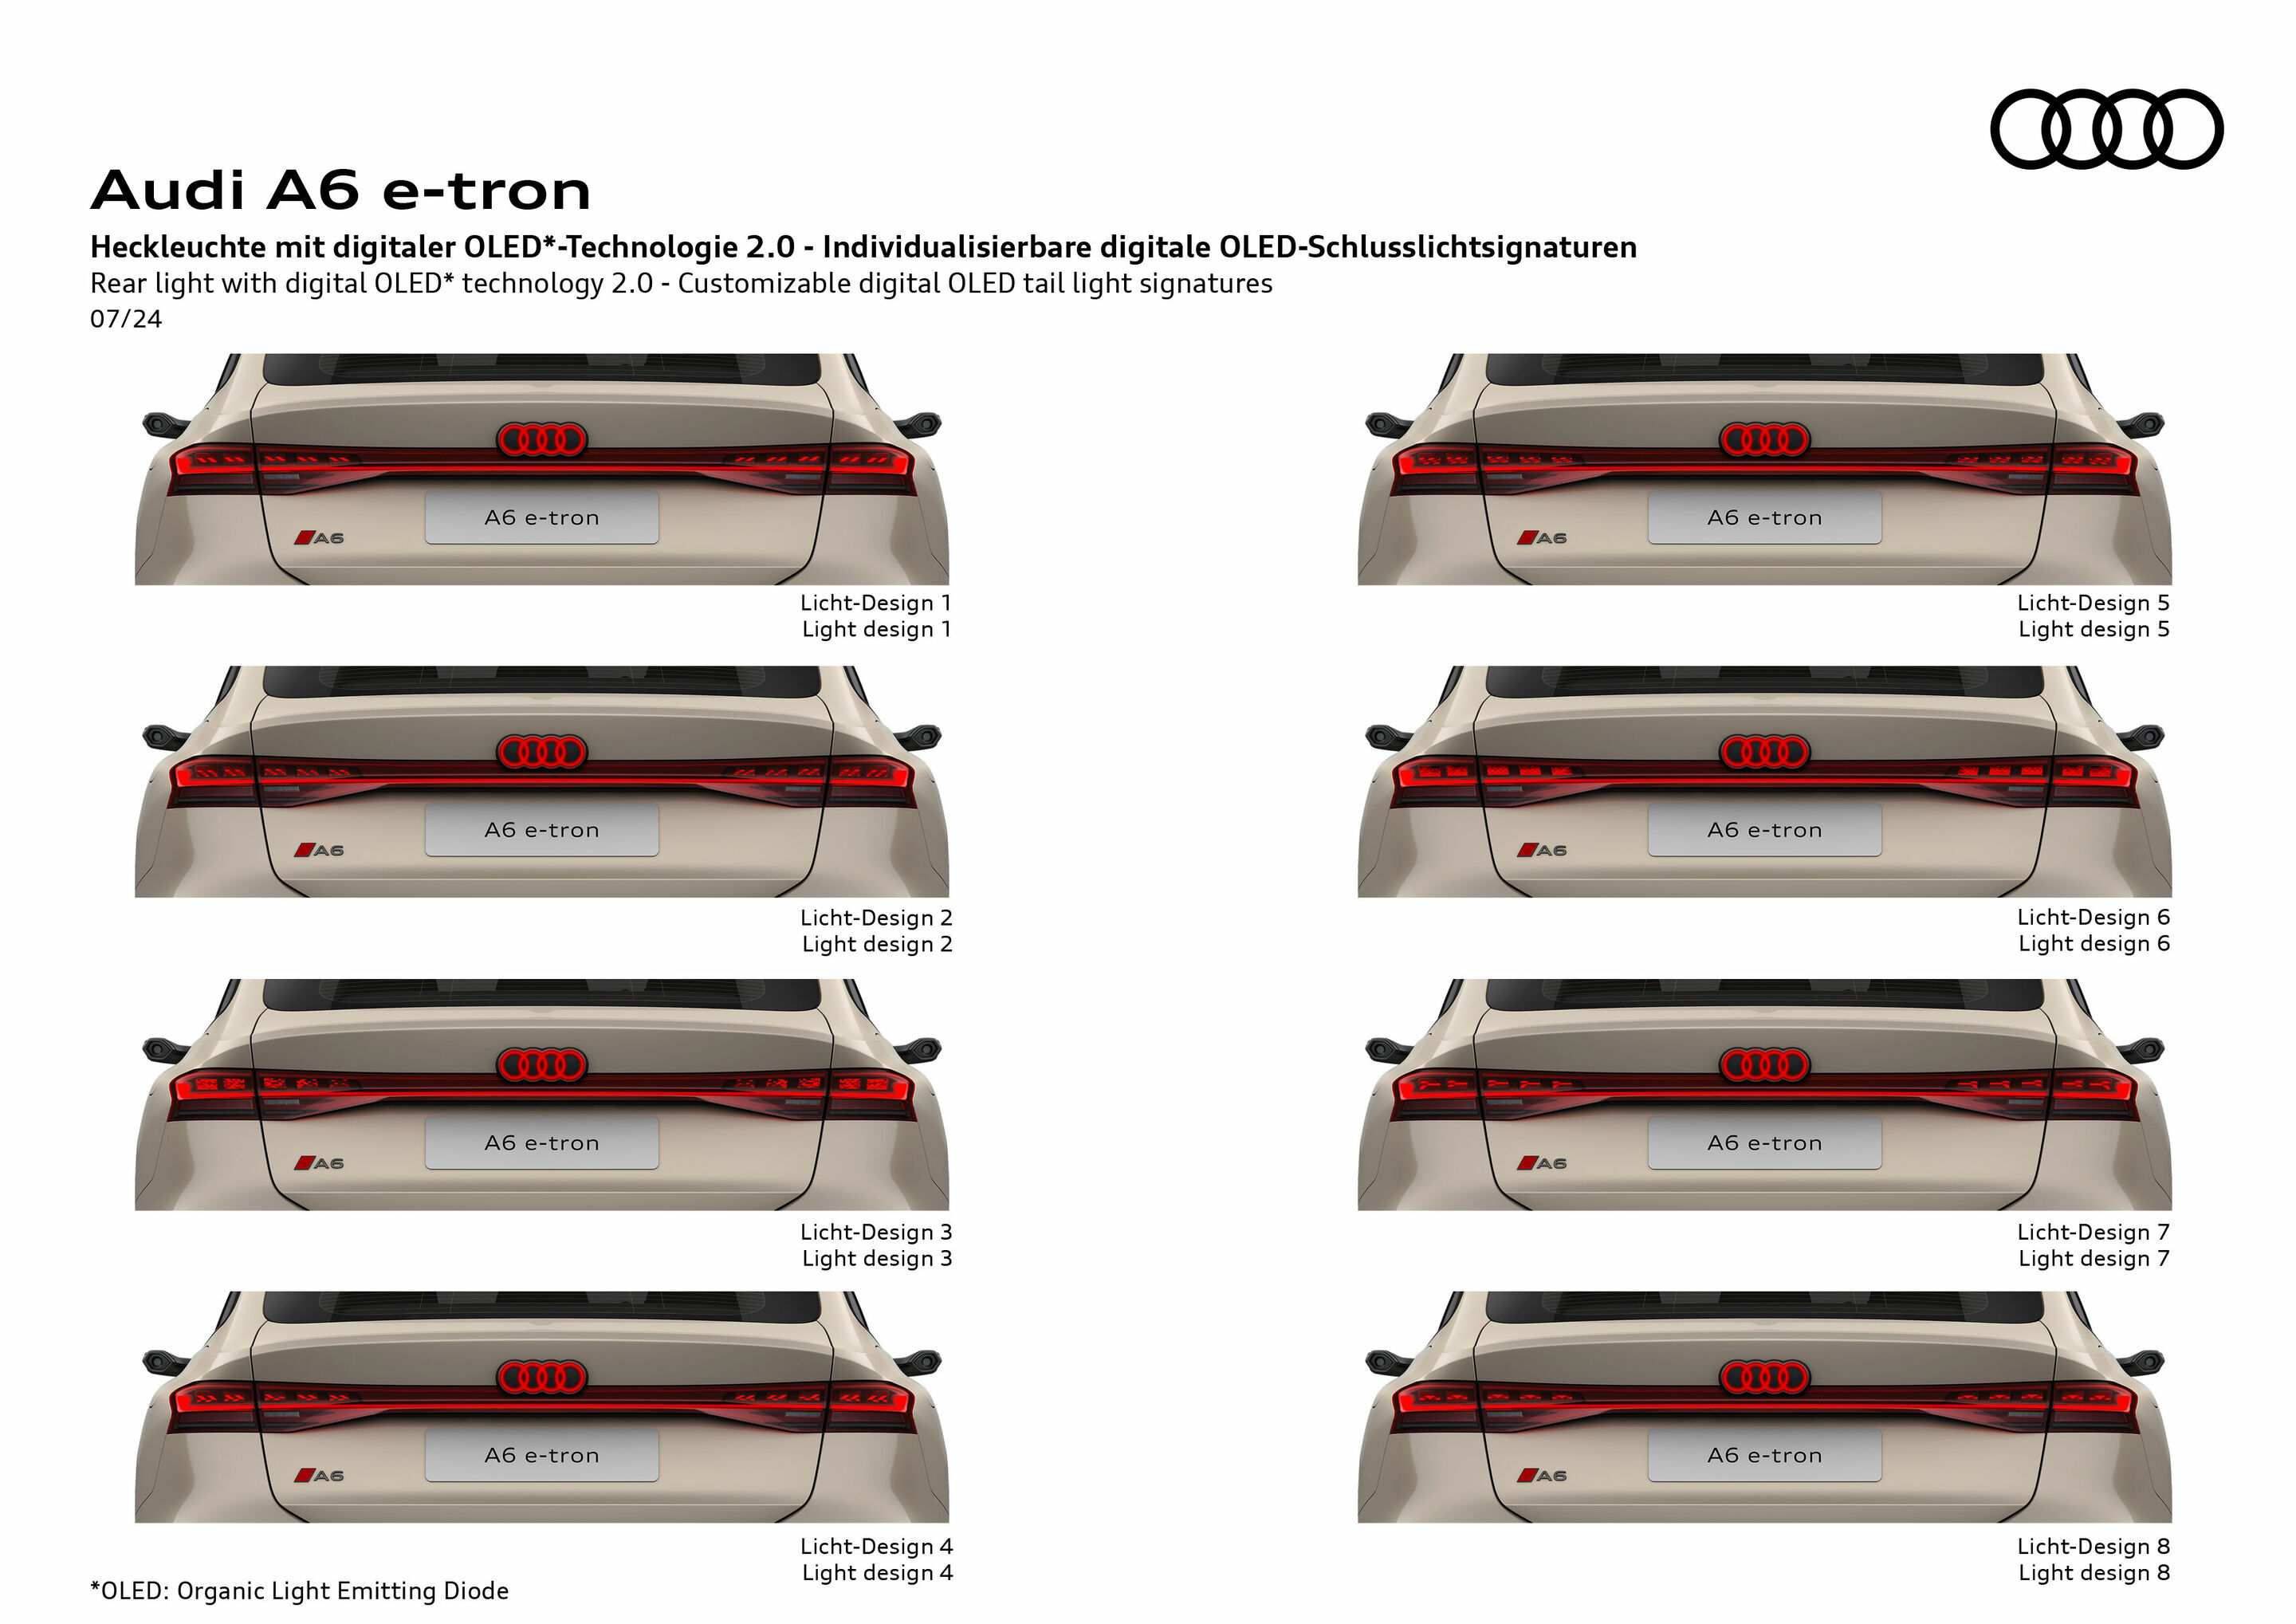 Audi A6 e-tron
Heckleuchte mit digitaler OLED*-Technologie 2.0 - Individualisierbare digitale OLED-Schlusslichtsignaturen
Rear light with digital OLED* technology 2.0 - Customizable digital OLED tail light signatures
07/24
A6 e-tron
A6
Licht-Design 1
Light design 1
A6 e-tron
A6
Licht-Design 2
Light design 2
A6 e-tron
A6
Licht-Design 3
Light design 3
A6 e-tron
A6
Licht-Design 4
Light design 4
A6 e-tron
A6
Licht-Design 5
Light design 5
A6 e-tron
A6
Licht-Design 6
Light design 6
A6 e-tron
A6
Licht-Design 7
Light design 7
A6 e-tron
A6
Licht-Design 8
Light design 8
*OLED: Organic Light Emitting Diode